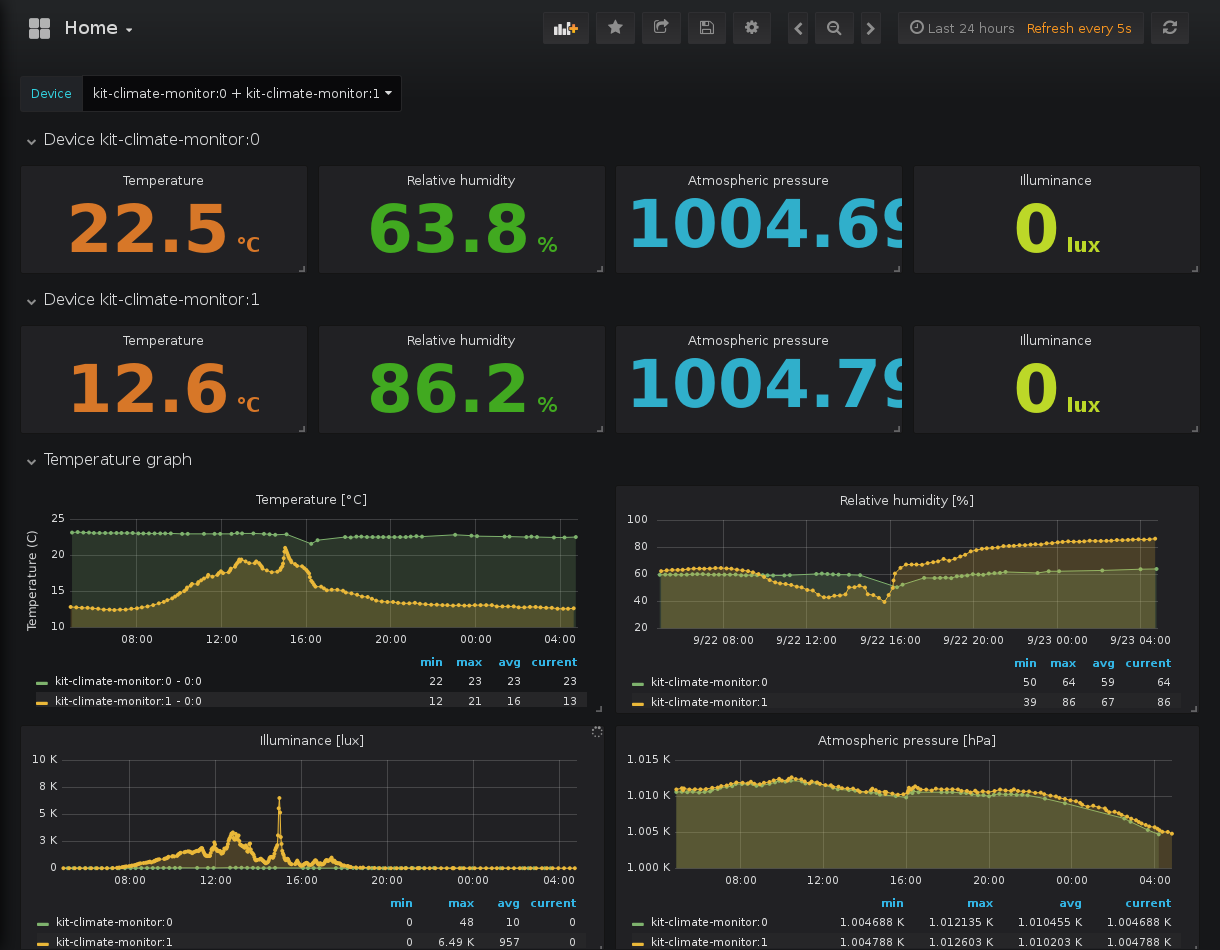 Home
Last 24 hours Refresh every 5s
Device kit-climate-monitor:0 + kit-climate-monitor:1
Device kit-climate-monitor:0
Temperature
22.5 °C
Relative humidity
63.8 %
Atmospheric pressure
1004.69
Illuminance
0 lux
Device kit-climate-monitor:1
Temperature
12.6 °C
Relative humidity
86.2 %
Atmospheric pressure
1004.79
Illuminance
0 lux
Temperature graph
Temperature [°C]
Temperature (C)
25
20
15
10
08:00 12:00 16:00 20:00 00:00 04:00
min max avg current
kit-climate-monitor:0 - 0:0 22 23 23 23
kit-climate-monitor:1 - 0:0 12 21 16 13
Relative humidity [%]
100
80
60
40
20
9/22 08:00 9/22 12:00 9/22 16:00 9/22 20:00 9/23 00:00 9/23 04:00
min max avg current
kit-climate-monitor:0 50 64 59 64
kit-climate-monitor:1 39 86 67 86
Illuminance [lux]
10 K
8 K
5 K
3 K
0
08:00 12:00 16:00 20:00 00:00 04:00
min max avg current
kit-climate-monitor:0 0 48 10 0
kit-climate-monitor:1 0 6.49 K 957 0
Atmospheric pressure [hPa]
1.015 K
1.010 K
1.005 K
1.000 K
08:00 12:00 16:00 20:00 00:00 04:00
min max avg current
kit-climate-monitor:0 1.004688 K 1.012135 K 1.010455 K 1.004688 K
kit-climate-monitor:1 1.004788 K 1.012603 K 1.010203 K 1.004788 K